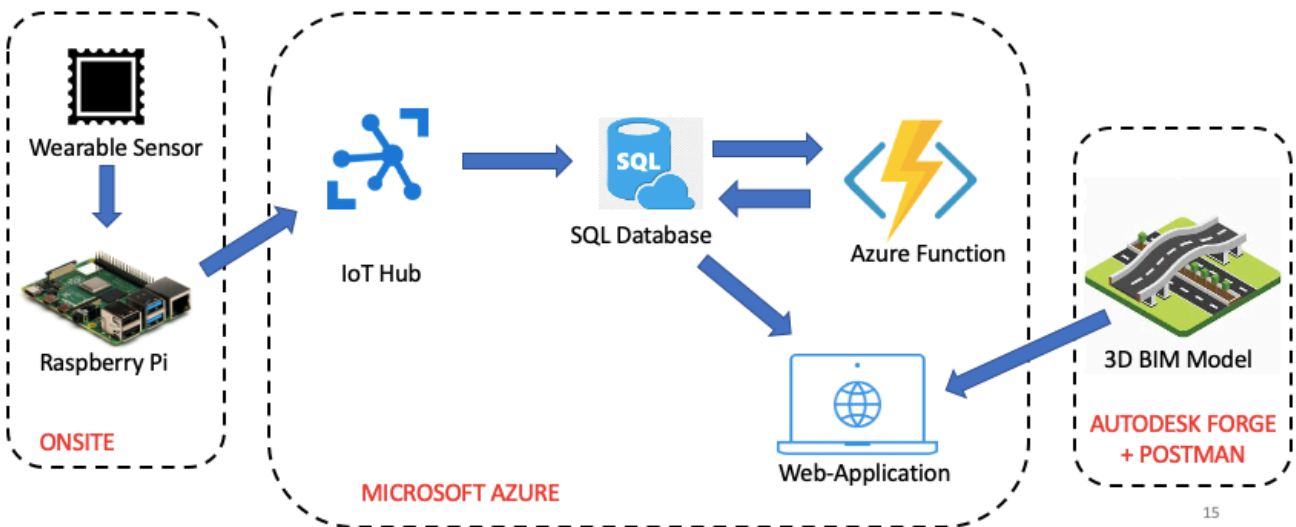 Wearable Sensor
Raspberry Pi
ONSITE
IoT Hub
SQL
SQL Database
Azure Function
Web-Application
MICROSOFT AZURE
3D BIM Model
AUTODESK FORGE
+ POSTMAN
15